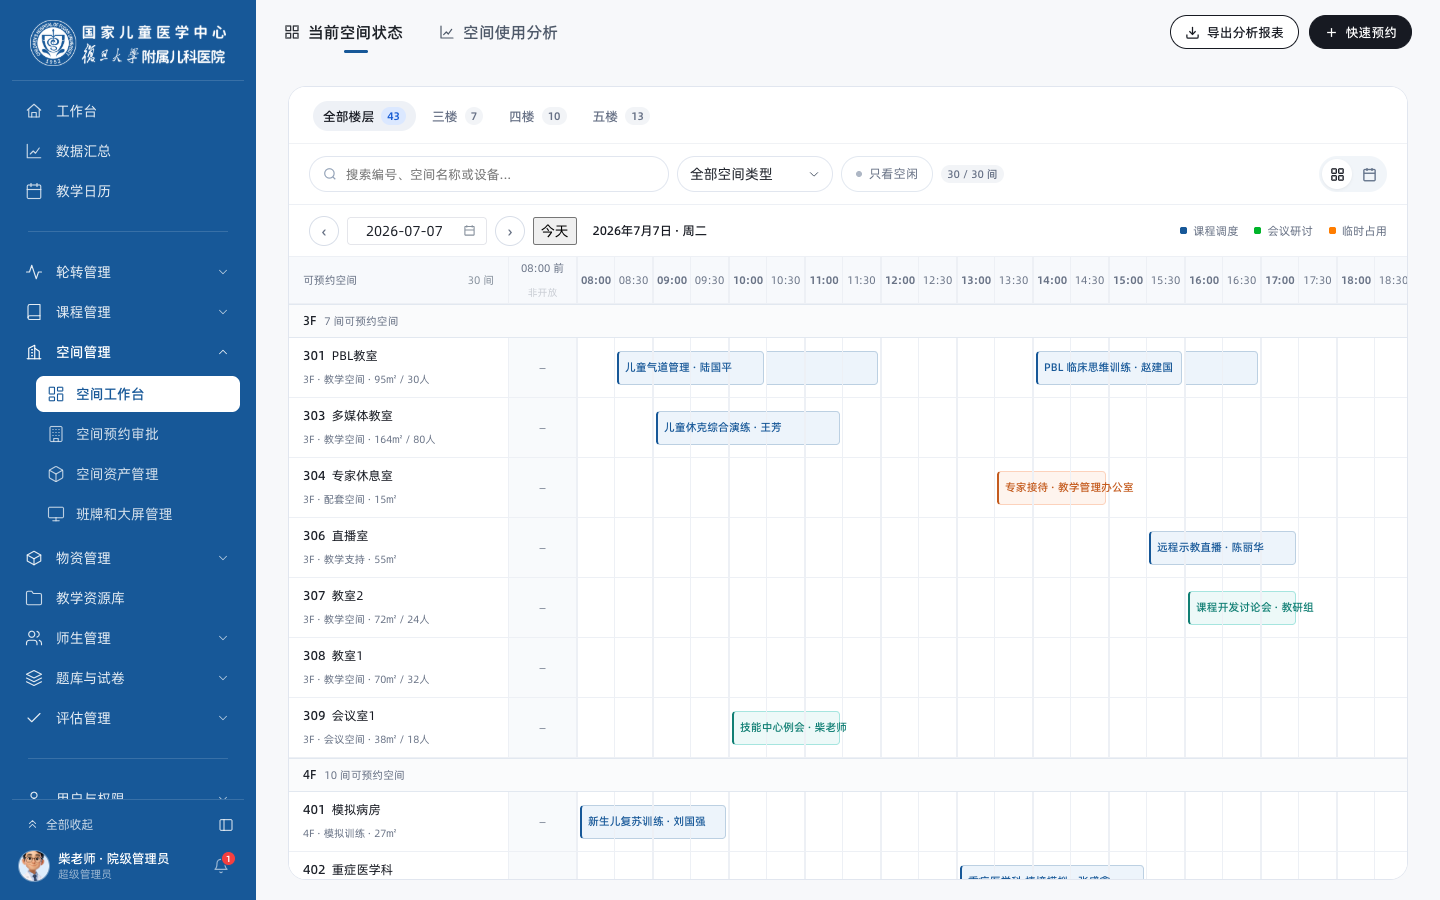 国家儿童医学中心
復旦大学附属儿科医院
工作台
数据汇总
教学日历
轮转管理
课程管理
空间管理
空间工作台
空间预约审批
空间资产管理
班牌和大屏管理
物资管理
教学资源库
师生管理
题库与试卷
评估管理
用户与权限
全部收起
柴老师 · 院级管理员
超级管理员
1
当前空间状态
空间使用分析
导出分析报表
快速预约
全部楼层 43
三楼 7
四楼 10
五楼 13
搜索编号、空间名称或设备...
全部空间类型
只看空闲
30 / 30 间
2026-07-07
今天
2026年7月7日 · 周二
课程调度
会议研讨
临时占用
可预约空间 30 间
08:00 前
非开放
08:00 08:30 09:00 09:30 10:00 10:30 11:00 11:30 12:00 12:30 13:00 13:30 14:00 14:30 15:00 15:30 16:00 16:30 17:00 17:30 18:00 18:30
3F 7 间可预约空间
301 PBL教室
3F · 教学空间 · 95m² / 30人
–
儿童气道管理 · 陆国平
PBL 临床思维训练 · 赵建国
303 多媒体教室
3F · 教学空间 · 164m² / 80人
–
儿童休克综合演练 · 王芳
304 专家休息室
3F · 配套空间 · 15m²
–
专家接待 · 教学管理办公室
306 直播室
3F · 教学支持 · 55m²
–
远程示教直播 · 陈丽华
307 教室2
3F · 教学空间 · 72m² / 24人
–
课程开发讨论会 · 教研组
308 教室1
3F · 教学空间 · 70m² / 32人
–
309 会议室1
3F · 会议空间 · 38m² / 18人
–
技能中心例会 · 柴老师
4F 10 间可预约空间
401 模拟病房
4F · 模拟训练 · 27m²
–
新生儿复苏训练 · 刘国强
402 重症医学科